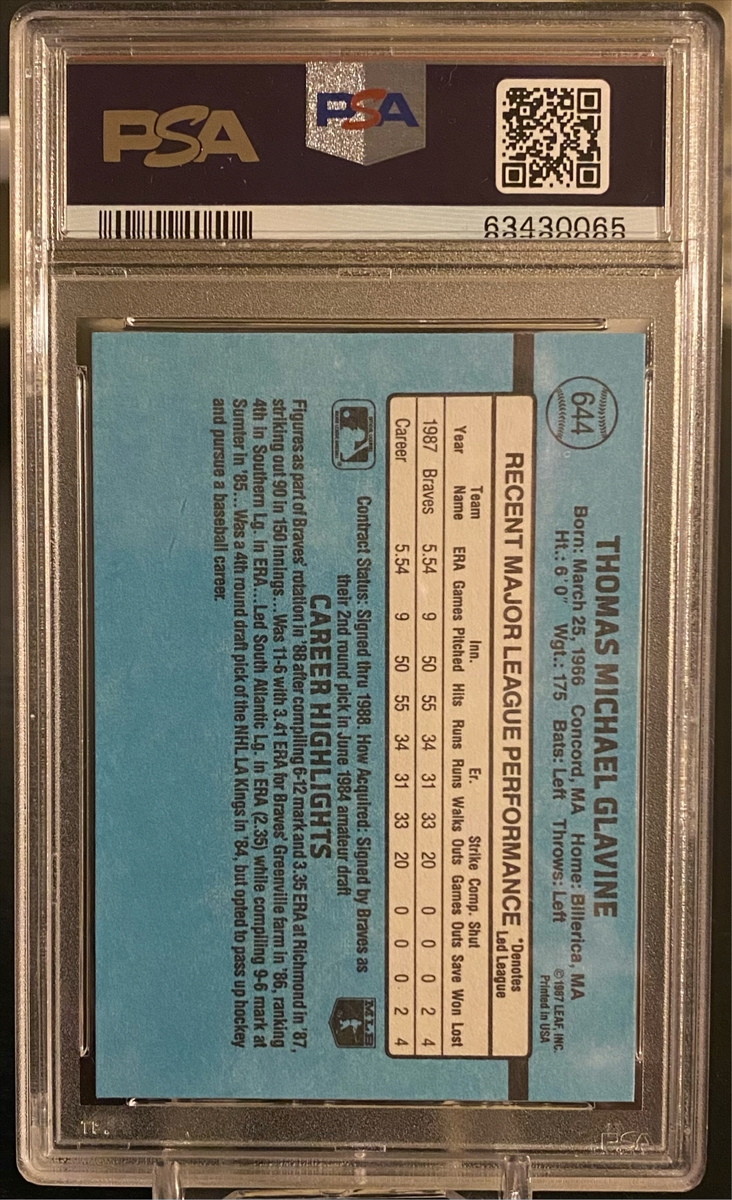 PSA
PSA
63430065
644
THOMAS MICHAEL GLAVINE
Born: March 25, 1966 Concord, MA Home: Billerica, MA
Ht.: 6'0" Wgt.: 175 Bats: Left Throws: Left
©1987 LEAF, INC.
Printed in USA
RECENT MAJOR LEAGUE PERFORMANCE *Denotes
Led League
Team Inn. Er. Strike Comp. Shut
Year Name ERA Games Pitched Hits Runs Runs Walks Outs Games Outs Save Won Lost
1987 Braves 5.54 9 50 55 34 31 33 20 0 0 0 2 4
Career 5.54 9 50 55 34 31 33 20 0 0 0 2 4
Contract Status: Signed thru 1988. How Acquired: Signed by Braves as
their 2nd round pick in June 1984 amateur draft
MLB
CAREER HIGHLIGHTS
Figures as part of Braves' rotation in '88 after compiling 6-12 mark and 3.35 ERA at Richmond in '87,
striking out 90 in 150 innings... Was 11-6 with 3.41 ERA for Braves' Greenville farm in '86, ranking
4th in Southern Lg. in ERA... Led South Atlantic Lg. in ERA (2.35) while compiling 9-6 mark at
Sumter in '85... Was a 4th round draft pick of the NHL LA Kings in '84, but opted to pass up hockey
and pursue a baseball career.
PSA